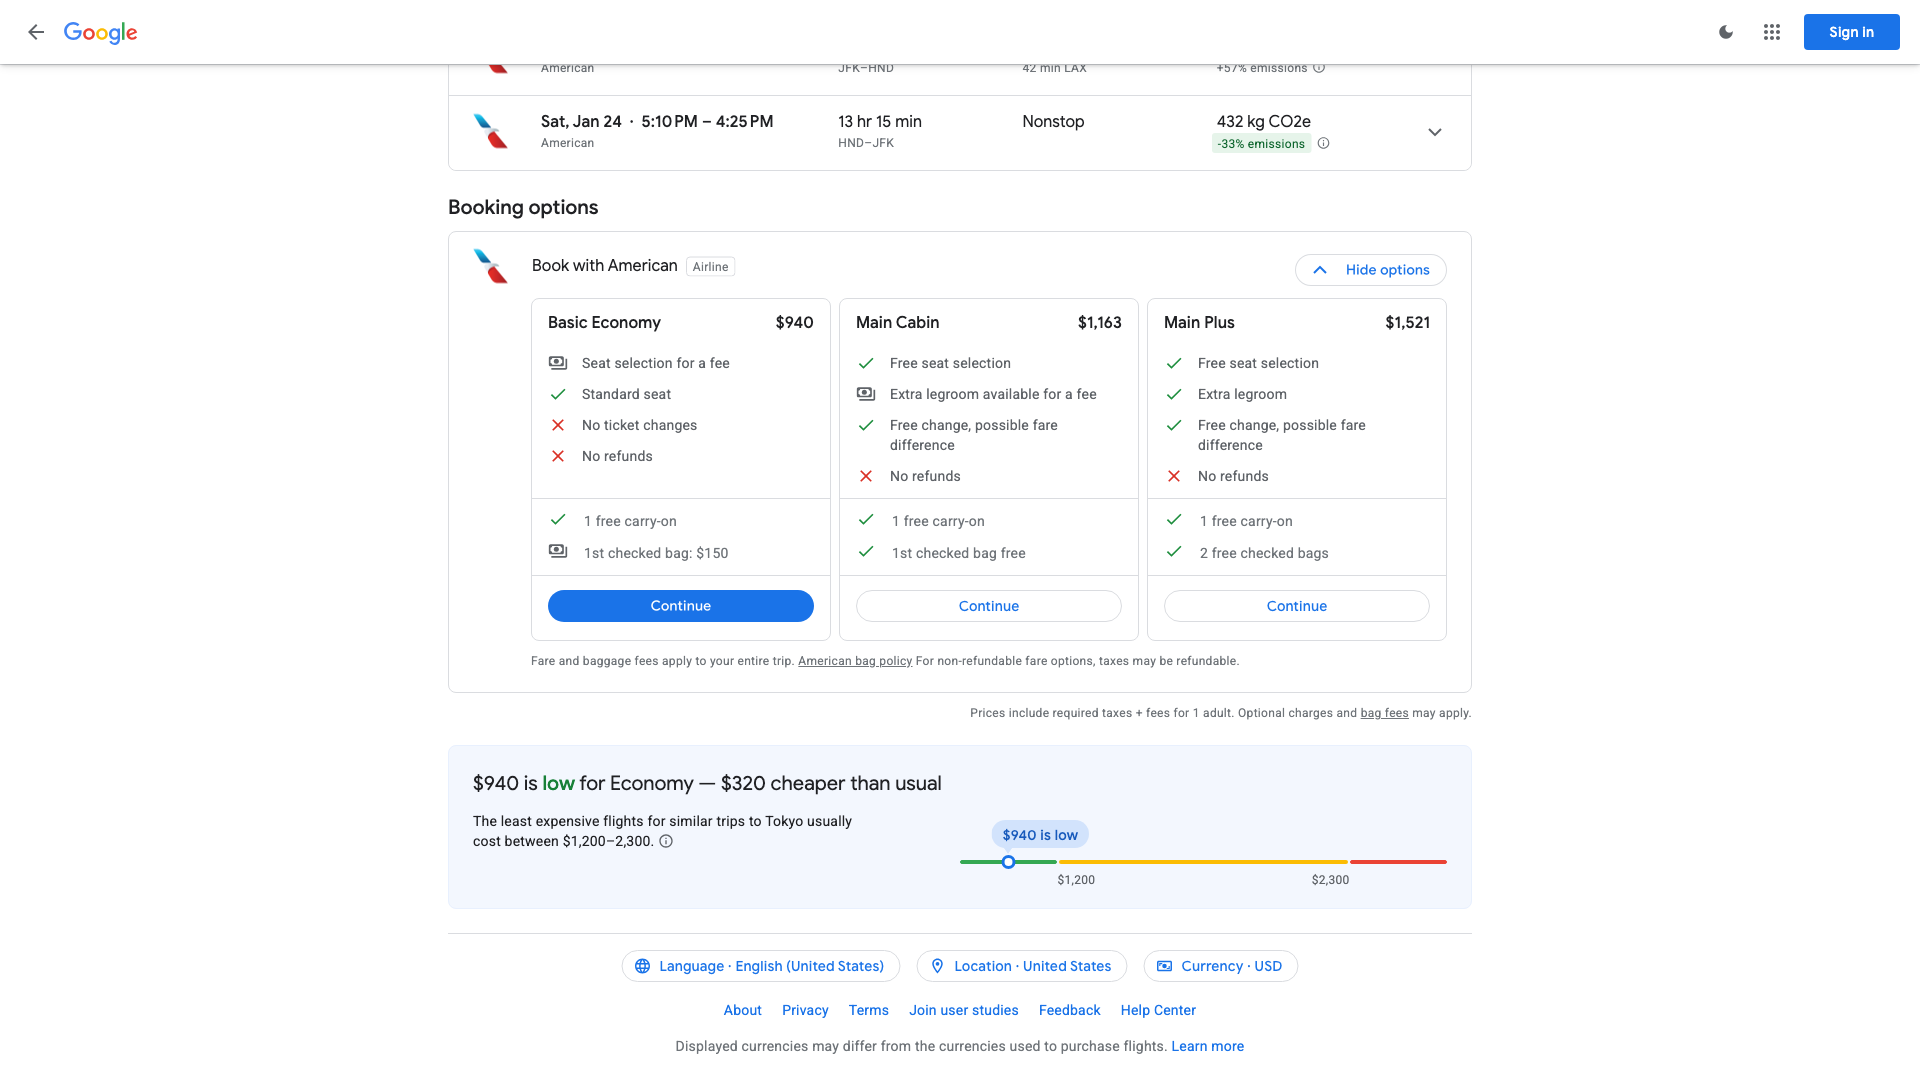 Google
Sign in
American
JFK–HND
42 min LAX
+57% emissions
Sat, Jan 24 · 5:10 PM – 4:25 PM
13 hr 15 min
Nonstop
432 kg CO2e
American
HND–JFK
-33% emissions
Booking options
Book with American
Airline
Hide options
Basic Economy
$940
Seat selection for a fee
Standard seat
No ticket changes
No refunds
1 free carry-on
1st checked bag: $150
Continue
Main Cabin
$1,163
Free seat selection
Extra legroom available for a fee
Free change, possible fare
difference
No refunds
1 free carry-on
1st checked bag free
Continue
Main Plus
$1,521
Free seat selection
Extra legroom
Free change, possible fare
difference
No refunds
1 free carry-on
2 free checked bags
Continue
Fare and baggage fees apply to your entire trip. American bag policy For non-refundable fare options, taxes may be refundable.
Prices include required taxes + fees for 1 adult. Optional charges and bag fees may apply.
$940 is low for Economy — $320 cheaper than usual
The least expensive flights for similar trips to Tokyo usually
cost between $1,200–2,300.
$940 is low
$1,200
$2,300
Language · English (United States)
Location · United States
Currency · USD
About
Privacy
Terms
Join user studies
Feedback
Help Center
Displayed currencies may differ from the currencies used to purchase flights. Learn more